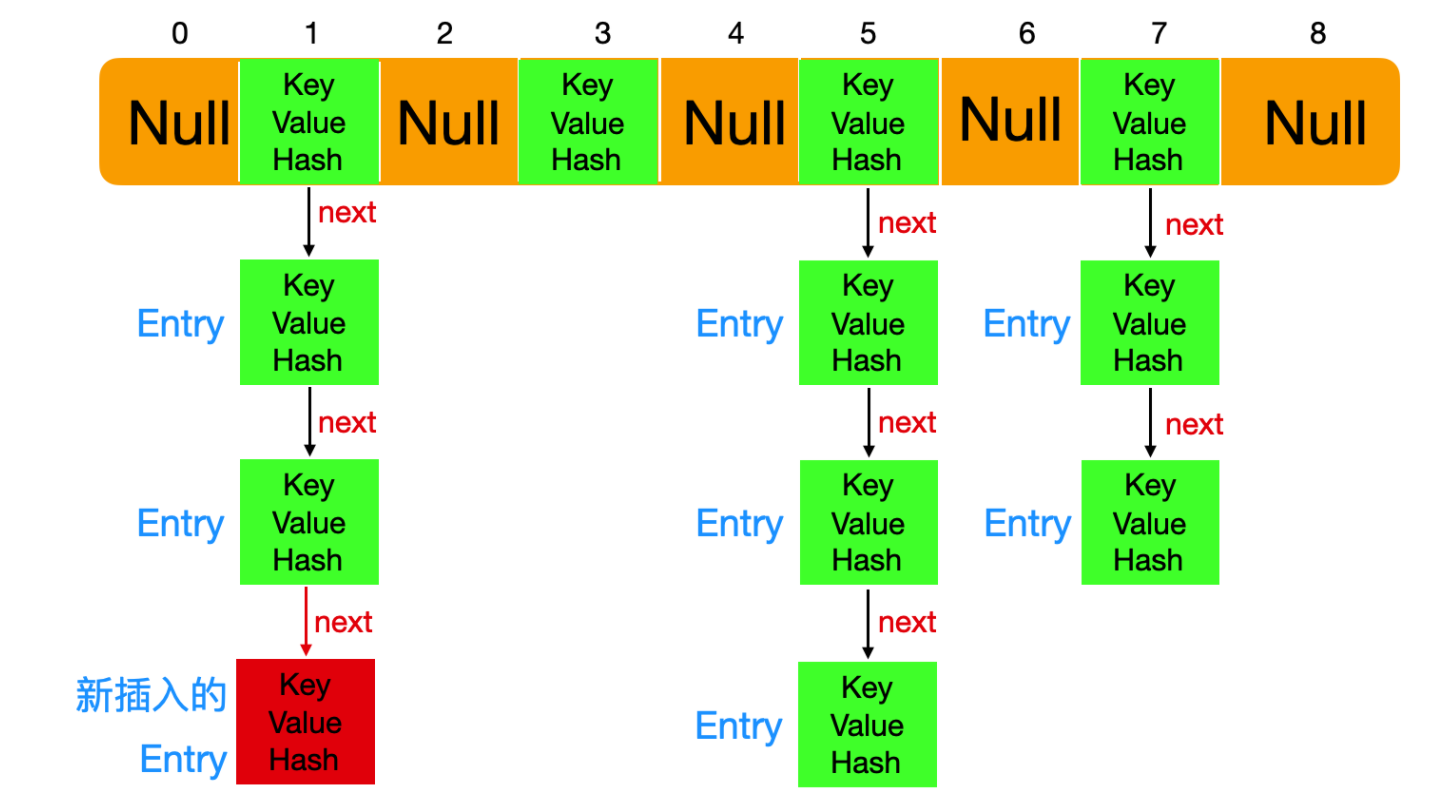 0 1 2 3 4 5 6 7 8
Null Key Null Key Null Key Null Key Null
Value Value Value Value
Hash Hash Hash Hash
next next next
Key Key Key
Entry Value Entry Value Entry Value
Hash Hash Hash
next next next
Key Key Key
Entry Value Entry Value Entry Value
Hash Hash Hash
next next
新插入的 Key Key
Value Entry Value
Entry Hash Hash